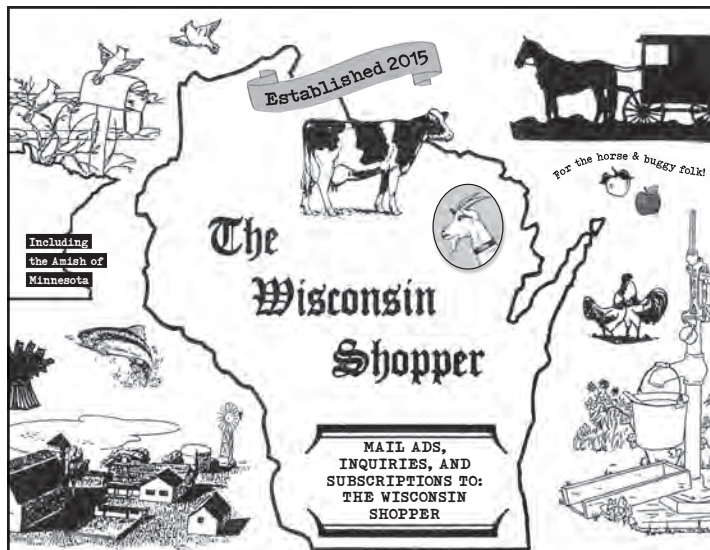 Established 2015
For the horse & buggy folk!
Including
the Amish of
Minnesota
The
Wisconsin
Shopper
MAIL ADS,
INQUIRIES, AND
SUBSCRIPTIONS TO:
THE WISCONSIN
SHOPPER